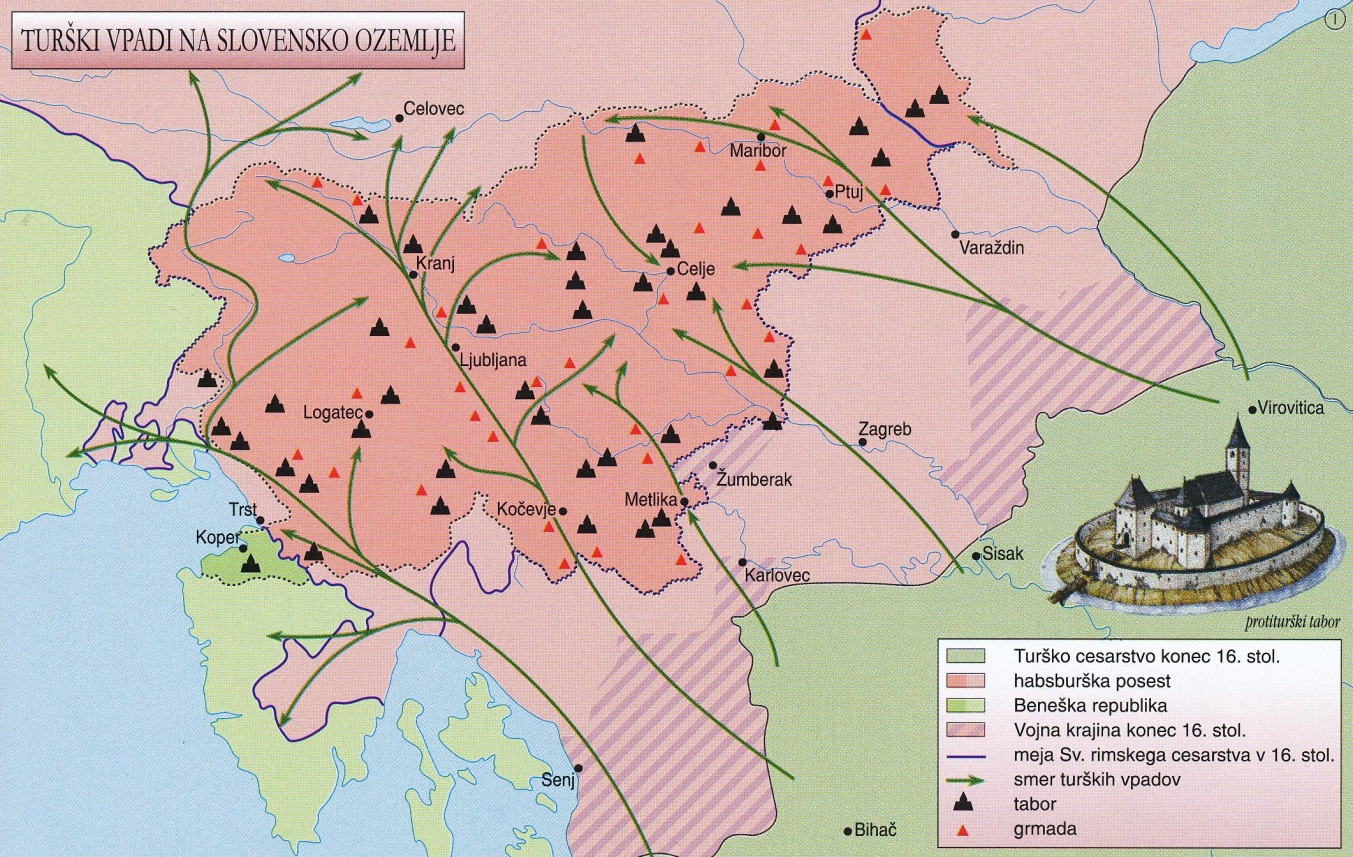 TURŠKI VPADI NA SLOVENSKO OZEMLJE
I
Celovec
Maribor
Ptuj
Varaždin
Kranj
Celje
Ljubljana
Logatec
Virovitica
Zagreb
Žumberak
Metlika
Kočevje
Trst
Koper
Sisak
Karlovec
Senj
Bihač
protiturški tabor
Turško cesarstvo konec 16. stol.
habsburška posest
Beneška republika
Vojna krajina konec 16. stol.
meja Sv. rimskega cesarstva v 16. stol.
smer turških vpadov
tabor
grmada